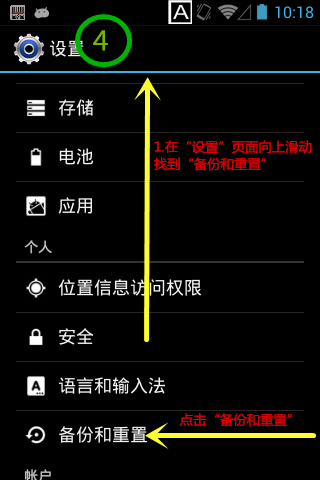 A
10:18
设置
4
存储
1.在“设置”页面向上滑动
找到“备份和重置”
电池
应用
个人
位置信息访问权限
安全
语言和输入法
A
点击“备份和重置”
备份和重置
帐户